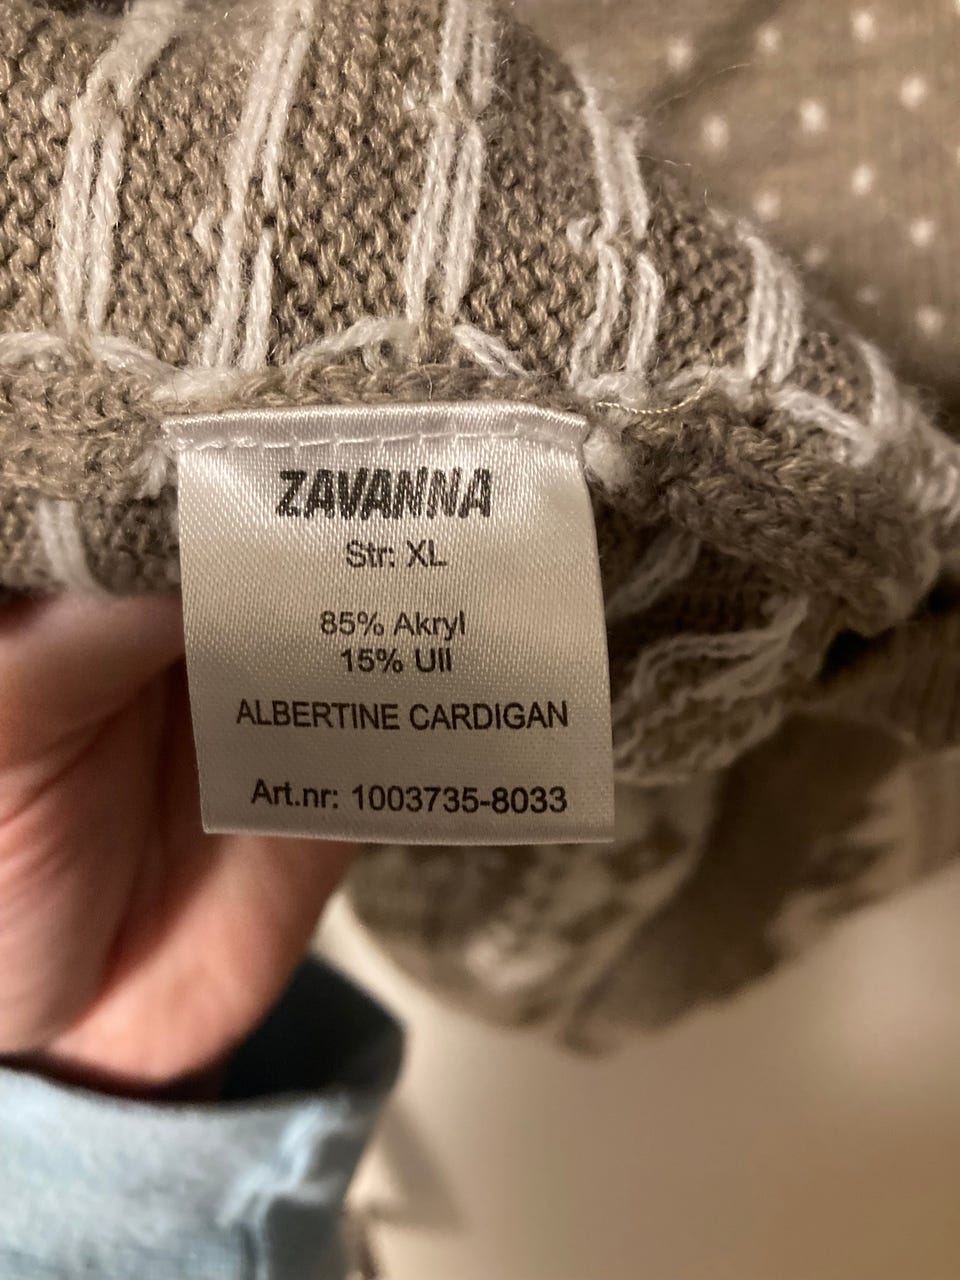 ZAVANNA
Str: XL
85% Akryl
15% Ull
ALBERTINE CARDIGAN
Art.nr: 1003735-8033